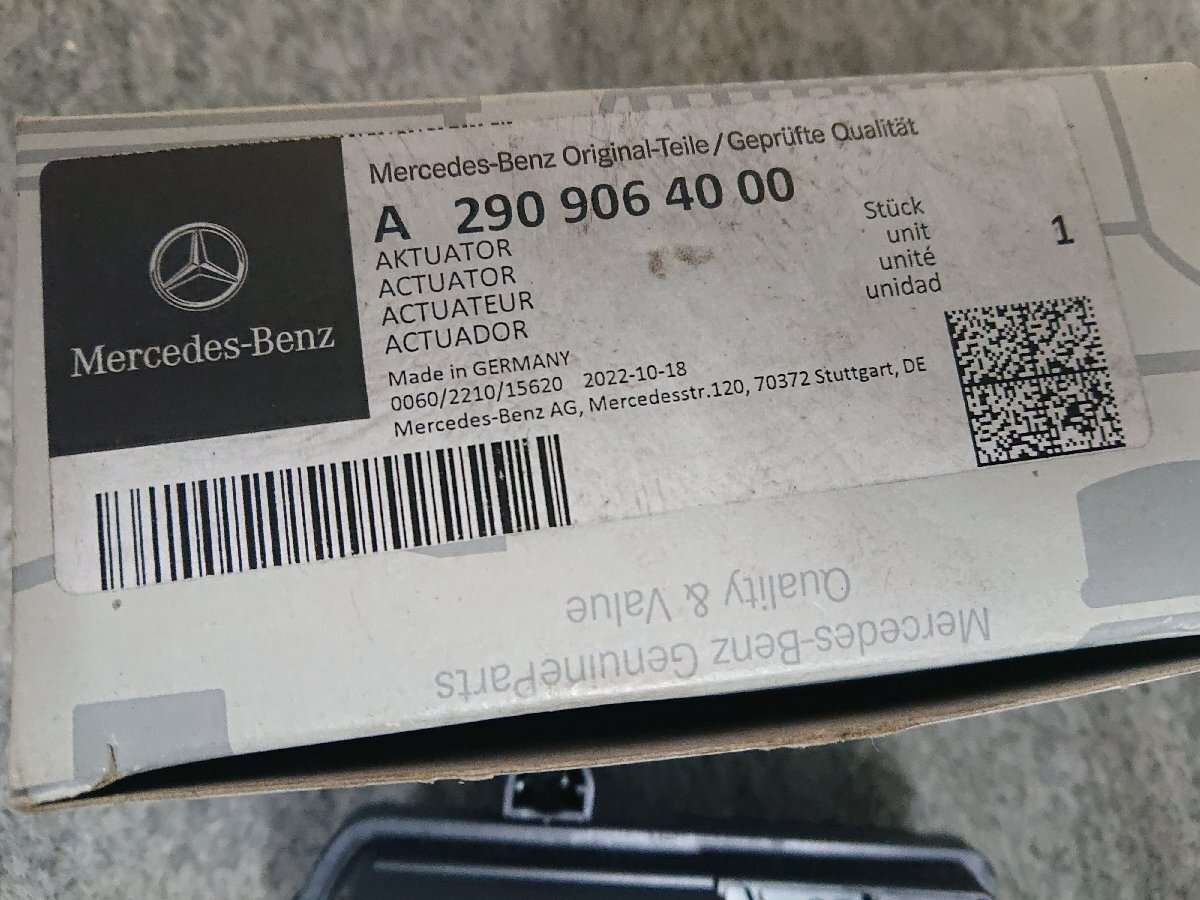 Mercedes-Benz Original-Teile/Geprüfte Qualität
A 290 906 40 00
AKTUATOR
ACTUATOR
ACTUATEUR
ACTUADOR
Stück
unit
unité
unidad
1
Made in GERMANY
0060/2210/15620 2022-10-18
Mercedes-Benz AG, Mercedesstr.120, 70372 Stuttgart, DE
Mercedes-Benz
Mercedes-Benz GenuineParts
Quality & Value